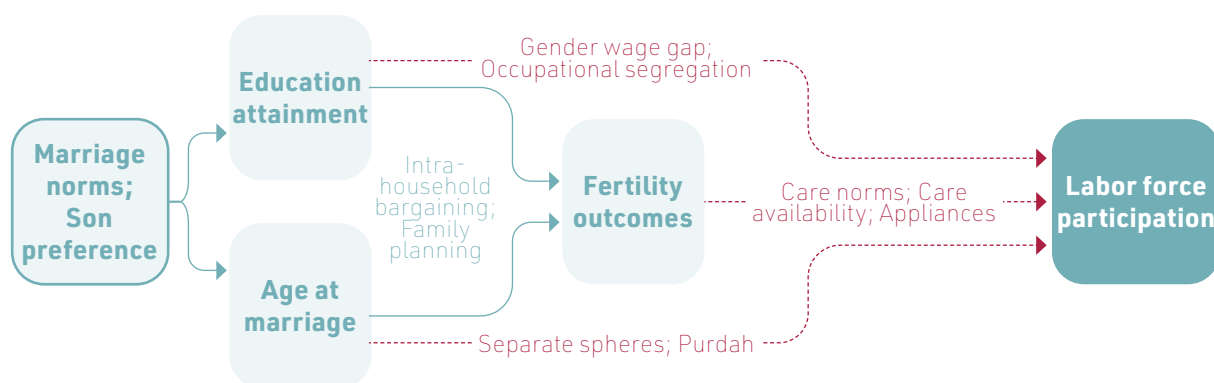 Marriage
norms;
Son
preference
Education
attainment
Age at
marriage
Intra-
household
bargaining;
Family
planning
Gender wage gap;
Occupational segregation
Fertility
outcomes
Care norms; Care
availability; Appliances
Separate spheres; Purdah
Labor force
participation